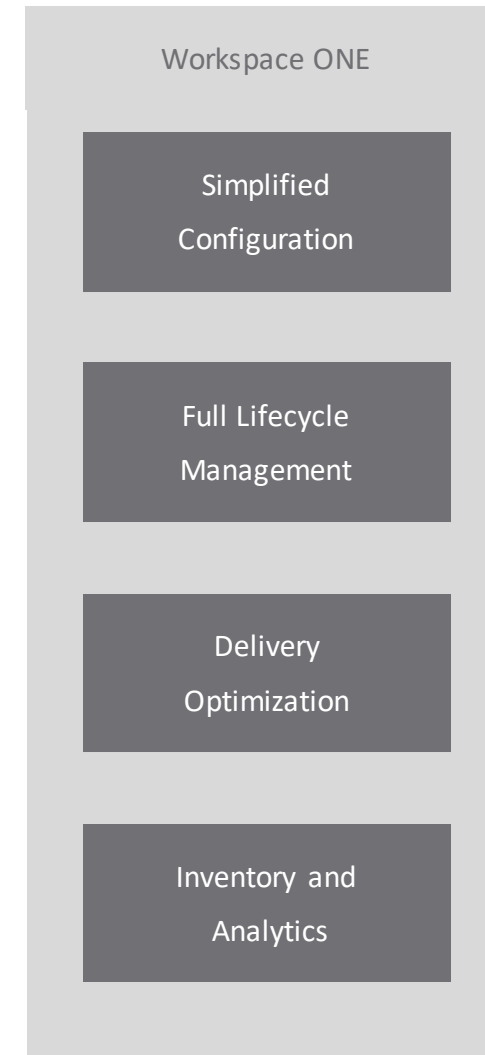 Workspace ONE
Simplified
Configuration
Full Lifecycle
Management
Delivery
Optimization
Inventory and
Analytics